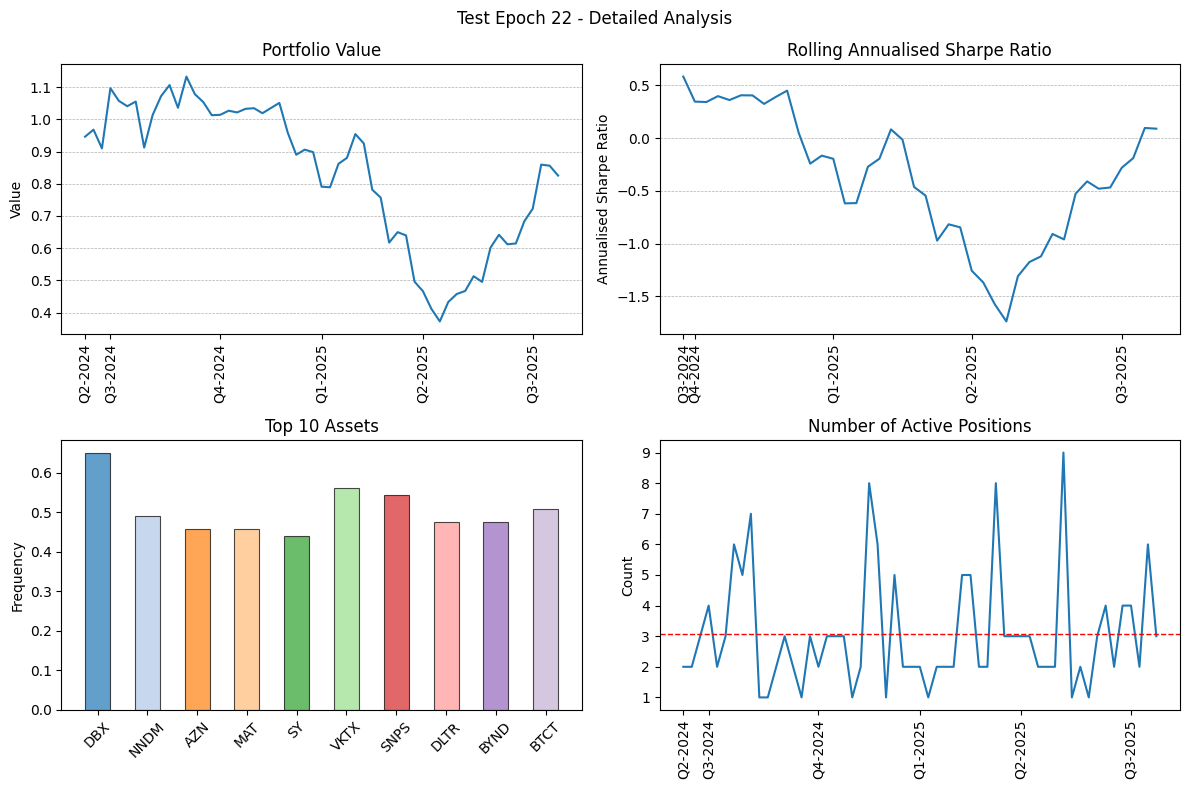 Test Epoch 22 - Detailed Analysis
Portfolio Value
Value
1.1
1.0
0.9
0.8
0.7
0.6
0.5
0.4
Q2-2024
Q3-2024
Q4-2024
Q1-2025
Q2-2025
Q3-2025
Rolling Annualised Sharpe Ratio
Annualised Sharpe Ratio
0.5
0.0
−0.5
−1.0
−1.5
Q3-2024
Q4-2024
Q1-2025
Q2-2025
Q3-2025
Top 10 Assets
Frequency
0.6
0.5
0.4
0.3
0.2
0.1
0.0
DBX
NNDM
AZN
MAT
SY
VKTX
SNPS
DLTR
BYND
BTCT
Number of Active Positions
Count
9
8
7
6
5
4
3
2
1
Q2-2024
Q3-2024
Q4-2024
Q1-2025
Q2-2025
Q3-2025